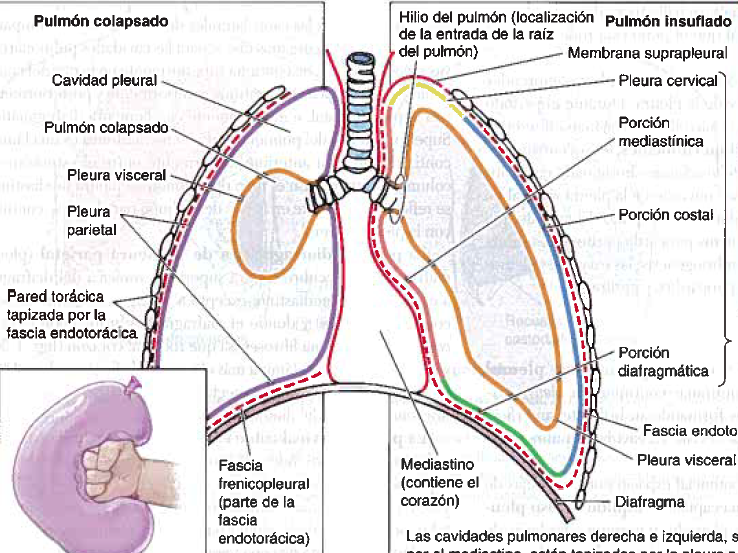 Pulmón colapsado
Cavidad pleural
Pulmón colapsado
Pleura visceral
Pleura
parietal
Pared torácica
tapizada por la
fascia endotorácica
Fascia
frenicopleural
(parte de la
fascia
endotorácica)
Mediastino
(contiene el
corazón)
Hilio del pulmón (localización
de la entrada de la raíz
del pulmón)
Pulmón insuflado
Membrana suprapleural
Pleura cervical
Porción
mediastínica
Porción costal
Porción
diafragmática
Fascia endoto
Pleura visceral
Diafragma
Las cavidades pulmonares derecha e izquierda, s
por el mediastino, están tapizadas por la pleura